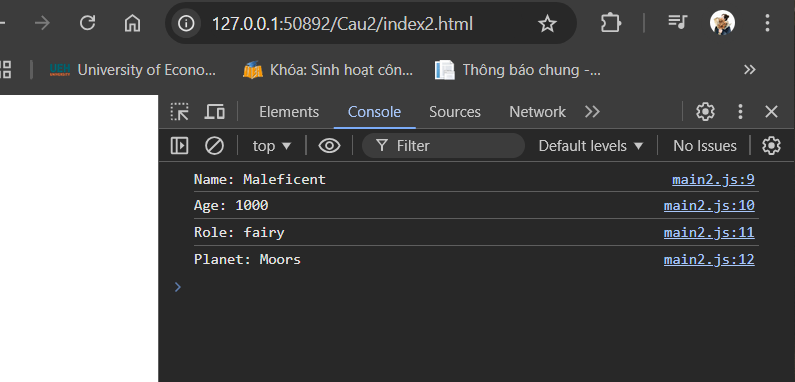 127.0.0.1:50892/Cau2/index2.html
UEH UNIVERSITY University of Econo... Khóa: Sinh hoạt côn... Thông báo chung -...
Elements Console Sources Network
top Filter Default levels No Issues
Name: Maleficent main2.js:9
Age: 1000 main2.js:10
Role: fairy main2.js:11
Planet: Moors main2.js:12